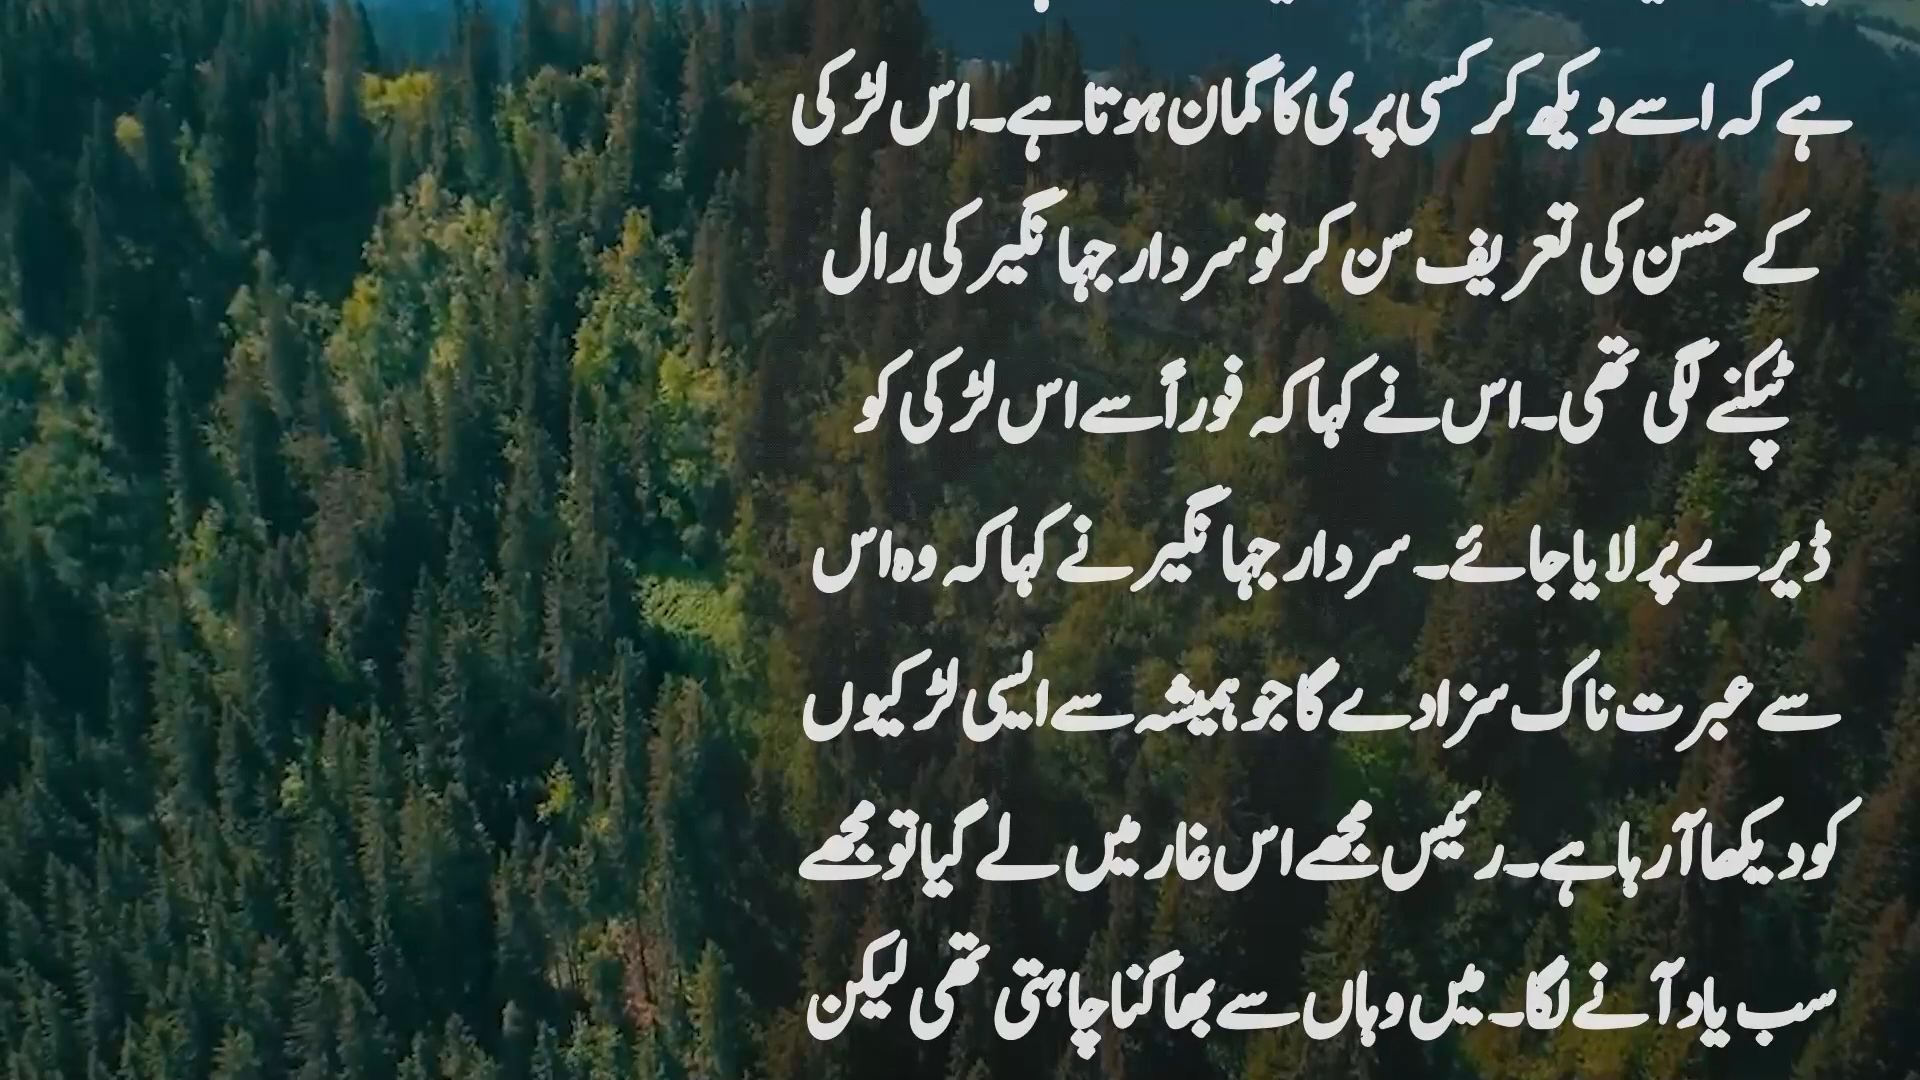 ہے کہ اسے دیکھ کر کسی پری کا گمان ہوتا ہے۔ اس لڑکی
کے حسن کی تعریف سن کر تو سردار جہانگیر کی رال
ٹپکنے لگی تھی۔ اس نے کہا کہ فوراً سے اس لڑکی کو
ڈیرے پر لایا جائے۔ سردار جہانگیر نے کہا کہ وہ اس
سے عبرت ناک سزا دے گا جو ہمیشہ سے ایسی لڑکیوں
کو دیکھا آ رہا ہے۔ رئیس مجھے اس غار میں لے گیا تو مجھے
سب یاد آنے لگا۔ میں وہاں سے بھاگنا چاہتی تھی لیکن